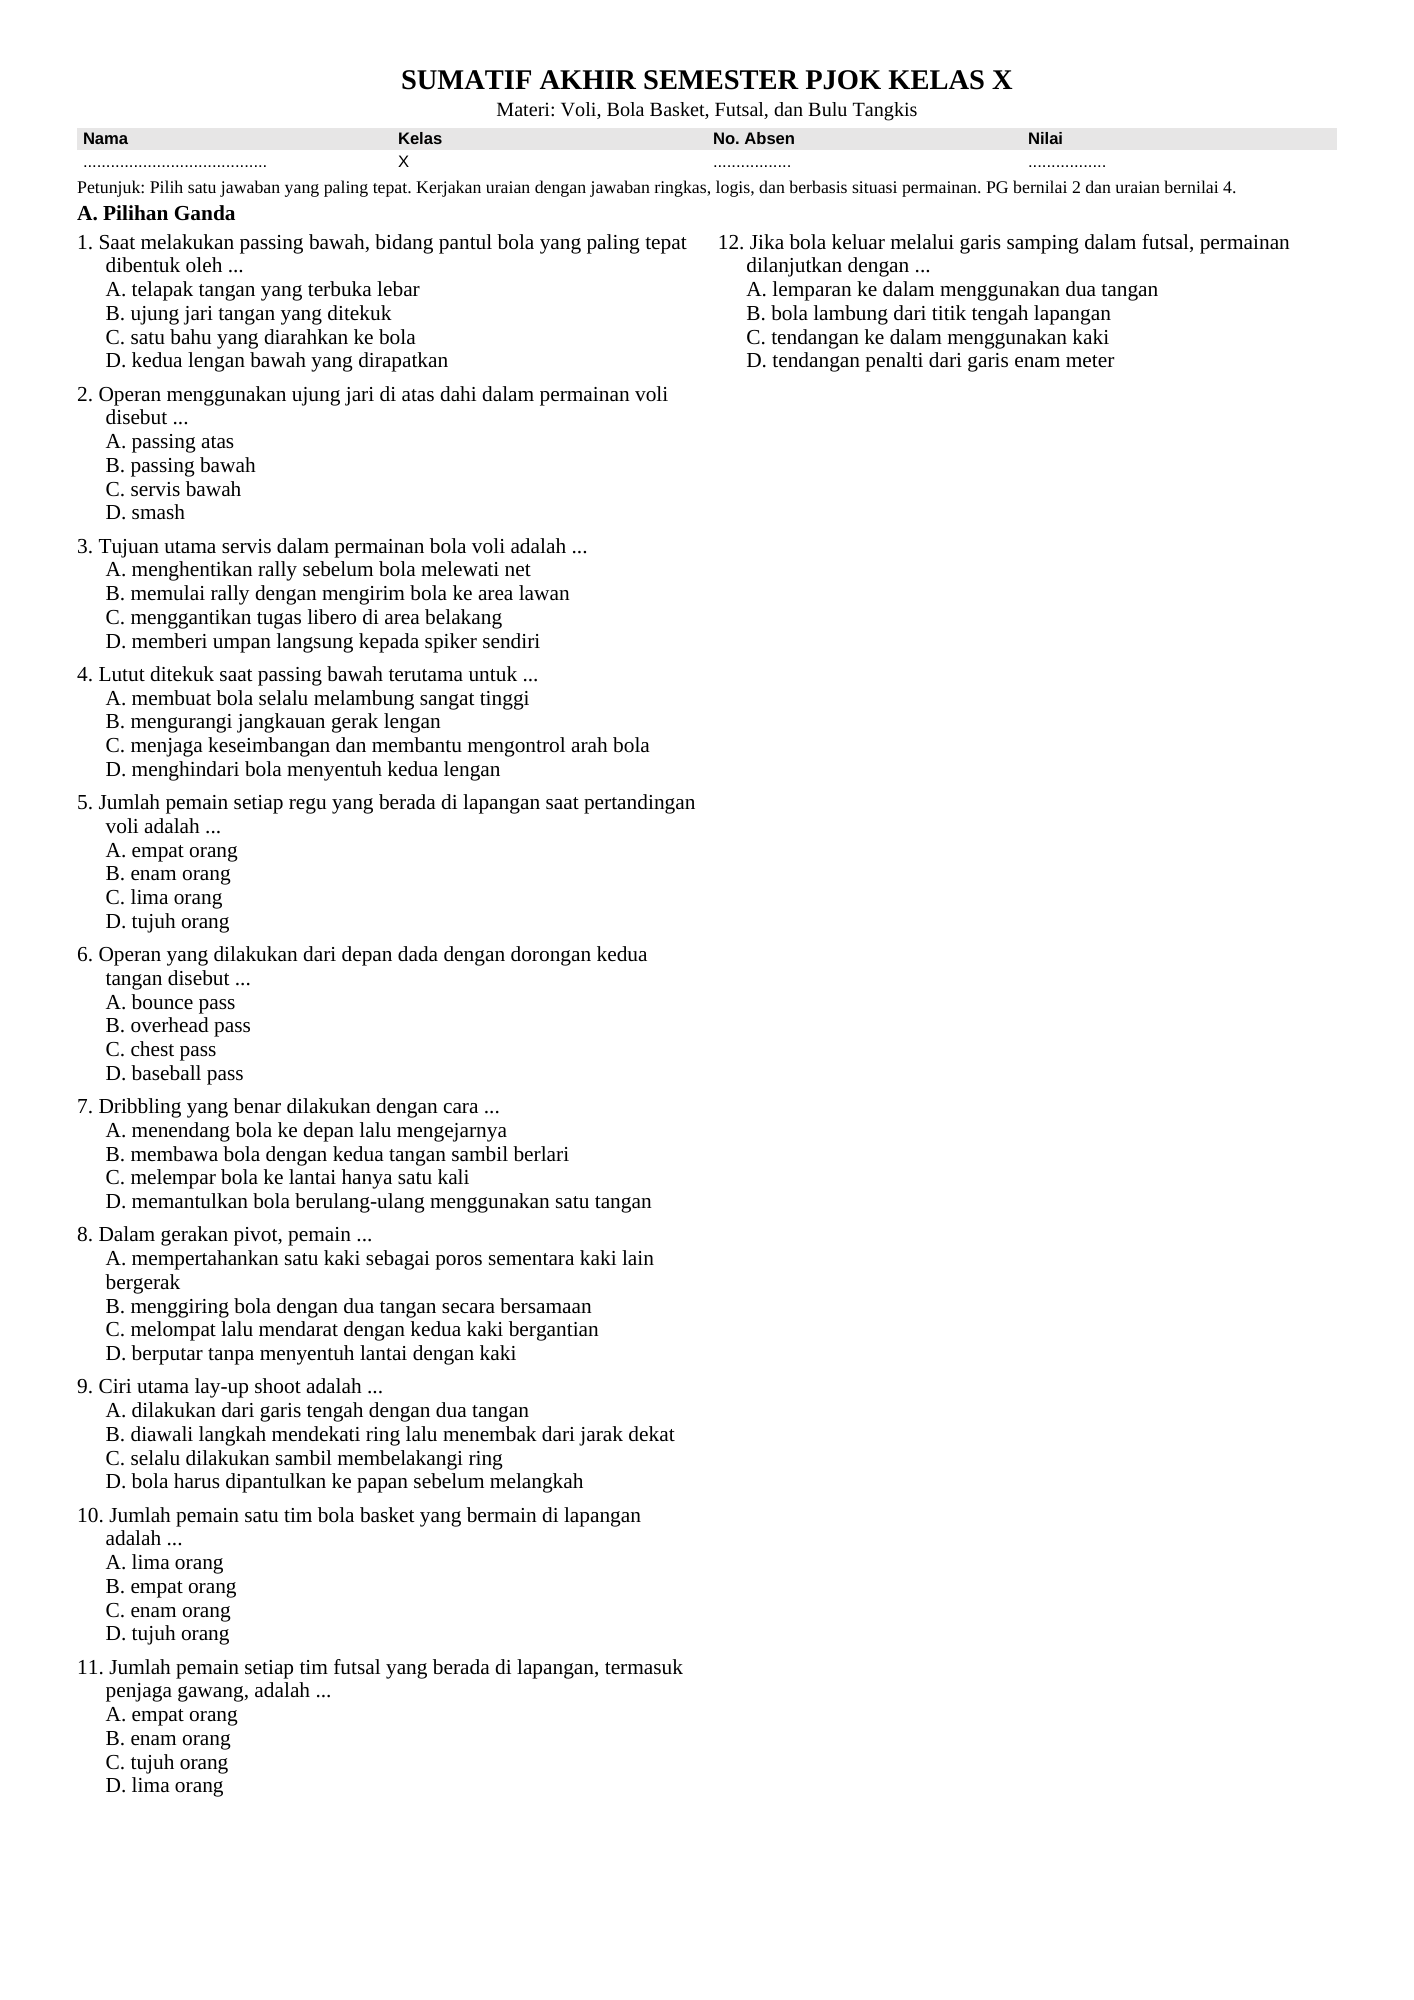 SUMATIF AKHIR SEMESTER PJOK KELAS X
Materi: Voli, Bola Basket, Futsal, dan Bulu Tangkis
Nama Kelas No. Absen Nilai
........................................ X ................. .................
Petunjuk: Pilih satu jawaban yang paling tepat. Kerjakan uraian dengan jawaban ringkas, logis, dan berbasis situasi permainan. PG bernilai 2 dan uraian bernilai 4.
A. Pilihan Ganda
1. Saat melakukan passing bawah, bidang pantul bola yang paling tepat
dibentuk oleh ...
A. telapak tangan yang terbuka lebar
B. ujung jari tangan yang ditekuk
C. satu bahu yang diarahkan ke bola
D. kedua lengan bawah yang dirapatkan
2. Operan menggunakan ujung jari di atas dahi dalam permainan voli
disebut ...
A. passing atas
B. passing bawah
C. servis bawah
D. smash
3. Tujuan utama servis dalam permainan bola voli adalah ...
A. menghentikan rally sebelum bola melewati net
B. memulai rally dengan mengirim bola ke area lawan
C. menggantikan tugas libero di area belakang
D. memberi umpan langsung kepada spiker sendiri
4. Lutut ditekuk saat passing bawah terutama untuk ...
A. membuat bola selalu melambung sangat tinggi
B. mengurangi jangkauan gerak lengan
C. menjaga keseimbangan dan membantu mengontrol arah bola
D. menghindari bola menyentuh kedua lengan
5. Jumlah pemain setiap regu yang berada di lapangan saat pertandingan
voli adalah ...
A. empat orang
B. enam orang
C. lima orang
D. tujuh orang
6. Operan yang dilakukan dari depan dada dengan dorongan kedua
tangan disebut ...
A. bounce pass
B. overhead pass
C. chest pass
D. baseball pass
7. Dribbling yang benar dilakukan dengan cara ...
A. menendang bola ke depan lalu mengejarnya
B. membawa bola dengan kedua tangan sambil berlari
C. melempar bola ke lantai hanya satu kali
D. memantulkan bola berulang-ulang menggunakan satu tangan
8. Dalam gerakan pivot, pemain ...
A. mempertahankan satu kaki sebagai poros sementara kaki lain
bergerak
B. menggiring bola dengan dua tangan secara bersamaan
C. melompat lalu mendarat dengan kedua kaki bergantian
D. berputar tanpa menyentuh lantai dengan kaki
9. Ciri utama lay-up shoot adalah ...
A. dilakukan dari garis tengah dengan dua tangan
B. diawali langkah mendekati ring lalu menembak dari jarak dekat
C. selalu dilakukan sambil membelakangi ring
D. bola harus dipantulkan ke papan sebelum melangkah
10. Jumlah pemain satu tim bola basket yang bermain di lapangan
adalah ...
A. lima orang
B. empat orang
C. enam orang
D. tujuh orang
11. Jumlah pemain setiap tim futsal yang berada di lapangan, termasuk
penjaga gawang, adalah ...
A. empat orang
B. enam orang
C. tujuh orang
D. lima orang
12. Jika bola keluar melalui garis samping dalam futsal, permainan
dilanjutkan dengan ...
A. lemparan ke dalam menggunakan dua tangan
B. bola lambung dari titik tengah lapangan
C. tendangan ke dalam menggunakan kaki
D. tendangan penalti dari garis enam meter